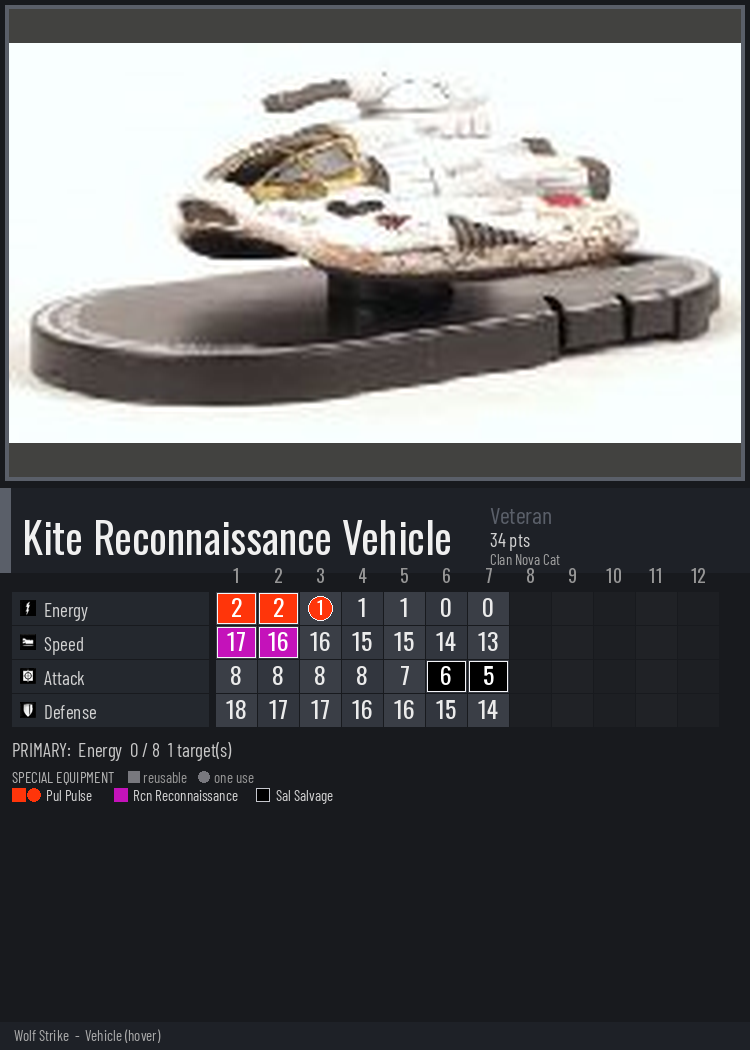 Kite Reconnaissance Vehicle
Veteran
34 pts
Clan Nova Cat
1 2 3 4 5 6 7 8 9 10 11 12
Energy 2 2 1 1 1 0 0
Speed 17 16 16 15 15 14 13
Attack 8 8 8 8 7 6 5
Defense 18 17 17 16 16 15 14
PRIMARY: Energy 0 / 8 1 target(s)
SPECIAL EQUIPMENT reusable one use
Pul Pulse Rcn Reconnaissance Sal Salvage
Wolf Strike - Vehicle (hover)